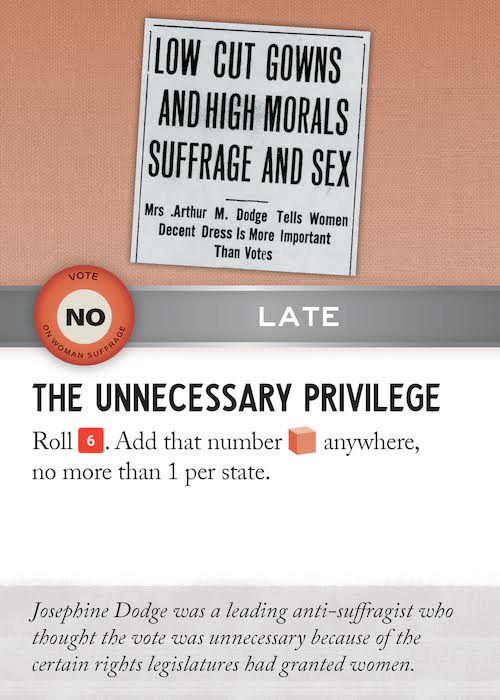 LOW CUT GOWNS
AND HIGH MORALS
SUFFRAGE AND SEX
Mrs .Arthur M. Dodge Tells Women
Decent Dress Is More Important
Than Votes
VOTE
NO
ON WOMAN SUFFRAGE
LATE
THE UNNECESSARY PRIVILEGE
Roll 6. Add that number anywhere,
no more than 1 per state.
Josephine Dodge was a leading anti-suffragist who
thought the vote was unnecessary because of the
certain rights legislatures had granted women.